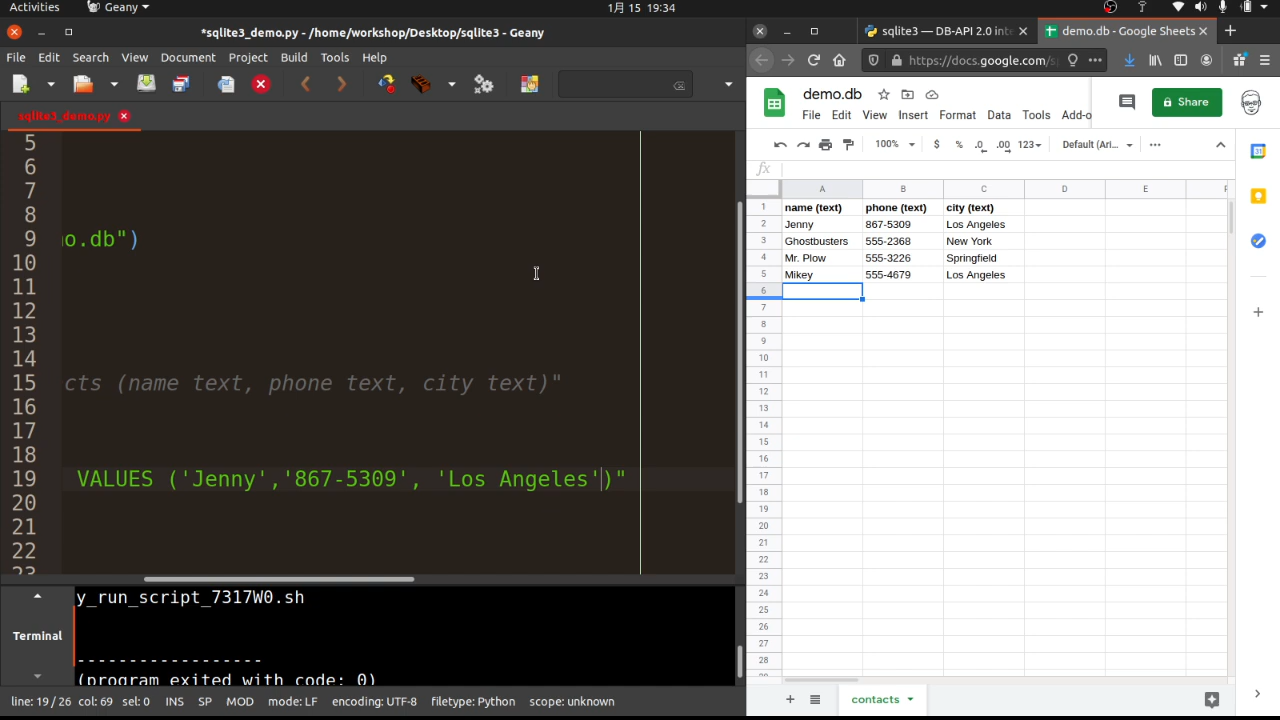 Activities
Geany
1月 15 19:34
*sqlite3_demo.py - /home/workshop/Desktop/sqlite3 - Geany
File Edit Search View Document Project Build Tools Help
sqlite3_demo.py
5
6
7
8
9 o.db")
10
11
12
13
14
15 cts (name text, phone text, city text)"
16
17
18
19 VALUES ('Jenny','867-5309', 'Los Angeles')"
20
21
22
23
Terminal
y_run_script_7317W0.sh
------------------
(program exited with code: 0)
line: 19 / 26 col: 69 sel: 0 INS SP MOD mode: LF encoding: UTF-8 filetype: Python scope: unknown
sqlite3 — DB-API 2.0 int
demo.db - Google Sheets
https://docs.google.com/s
demo.db
Share
File Edit View Insert Format Data Tools Add-o
100% $ % .0 .00 123 Default (Ari...
fx
A B C D E F
1 name (text) phone (text) city (text)
2 Jenny 867-5309 Los Angeles
3 Ghostbusters 555-2368 New York
4 Mr. Plow 555-3226 Springfield
5 Mikey 555-4679 Los Angeles
6
7
8
9
10
11
12
13
14
15
16
17
18
19
20
21
22
23
24
25
26
27
28
contacts
31